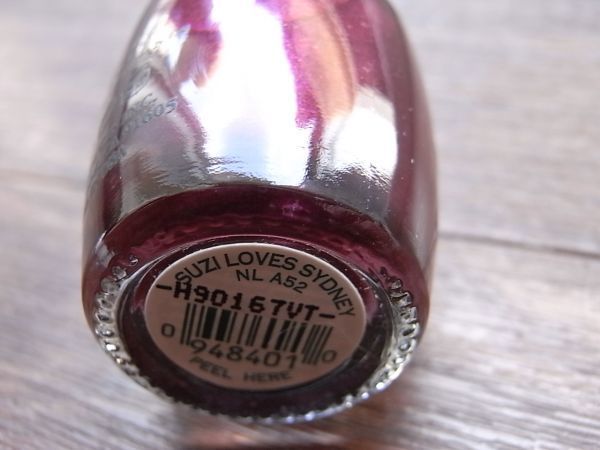 SUZI LOVES SYDNEY
NL A52
-H90167VT-
0 948401 0
PEEL HERE